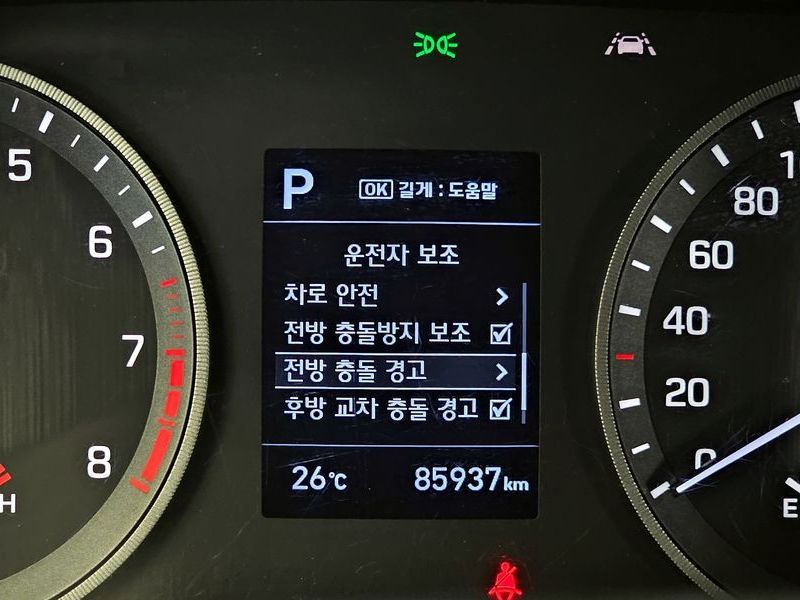 P OK 길게 : 도움말
운전자 보조
차로 안전
전방 충돌방지 보조
전방 충돌 경고
후방 교차 충돌 경고
26°C 85937km
5
6
7
8
H
80
60
40
20
0
E